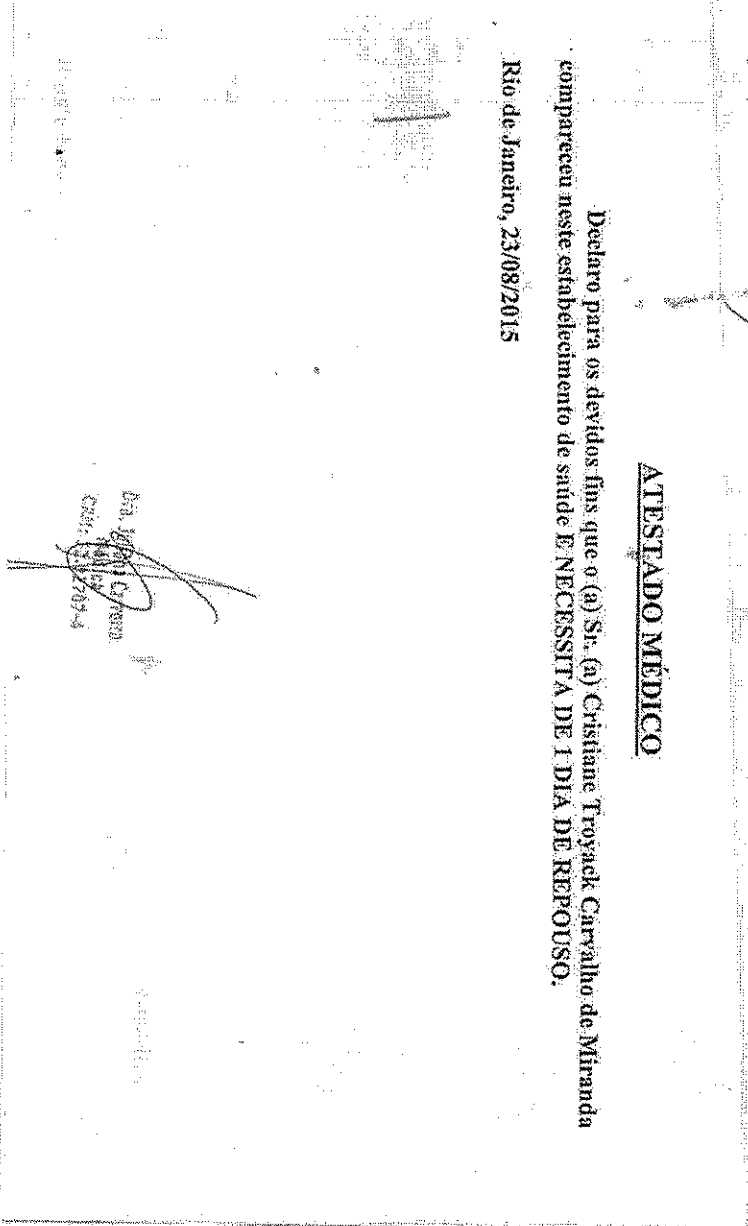 ATESTADO MÉDICO
Declaro para os devidos fins que o (a) Sr. (a) Cristiane Troyack Carvalho de Miranda
compareceu neste estabelecimento de saúde E NECESSITA DE 1 DIA DE REPOUSO.
Rio de Janeiro, 23/08/2015
Dra.